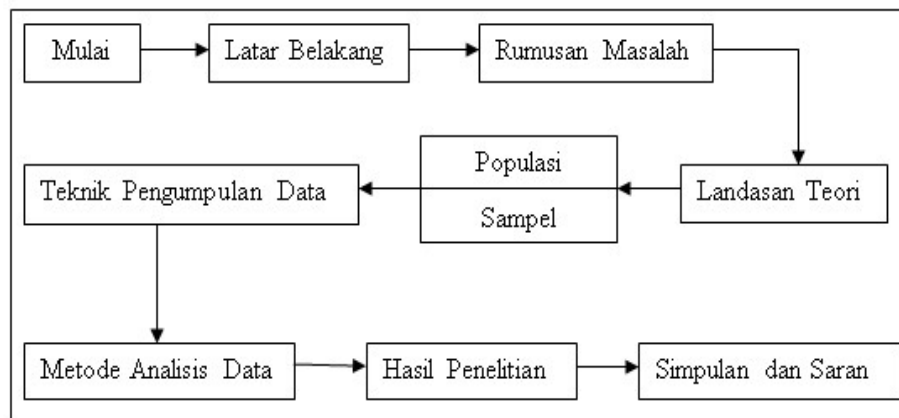 Mulai
Latar Belakang
Rumusan Masalah
Landasan Teori
Populasi
Sampel
Teknik Pengumpulan Data
Metode Analisis Data
Hasil Penelitian
Simpulan dan Saran